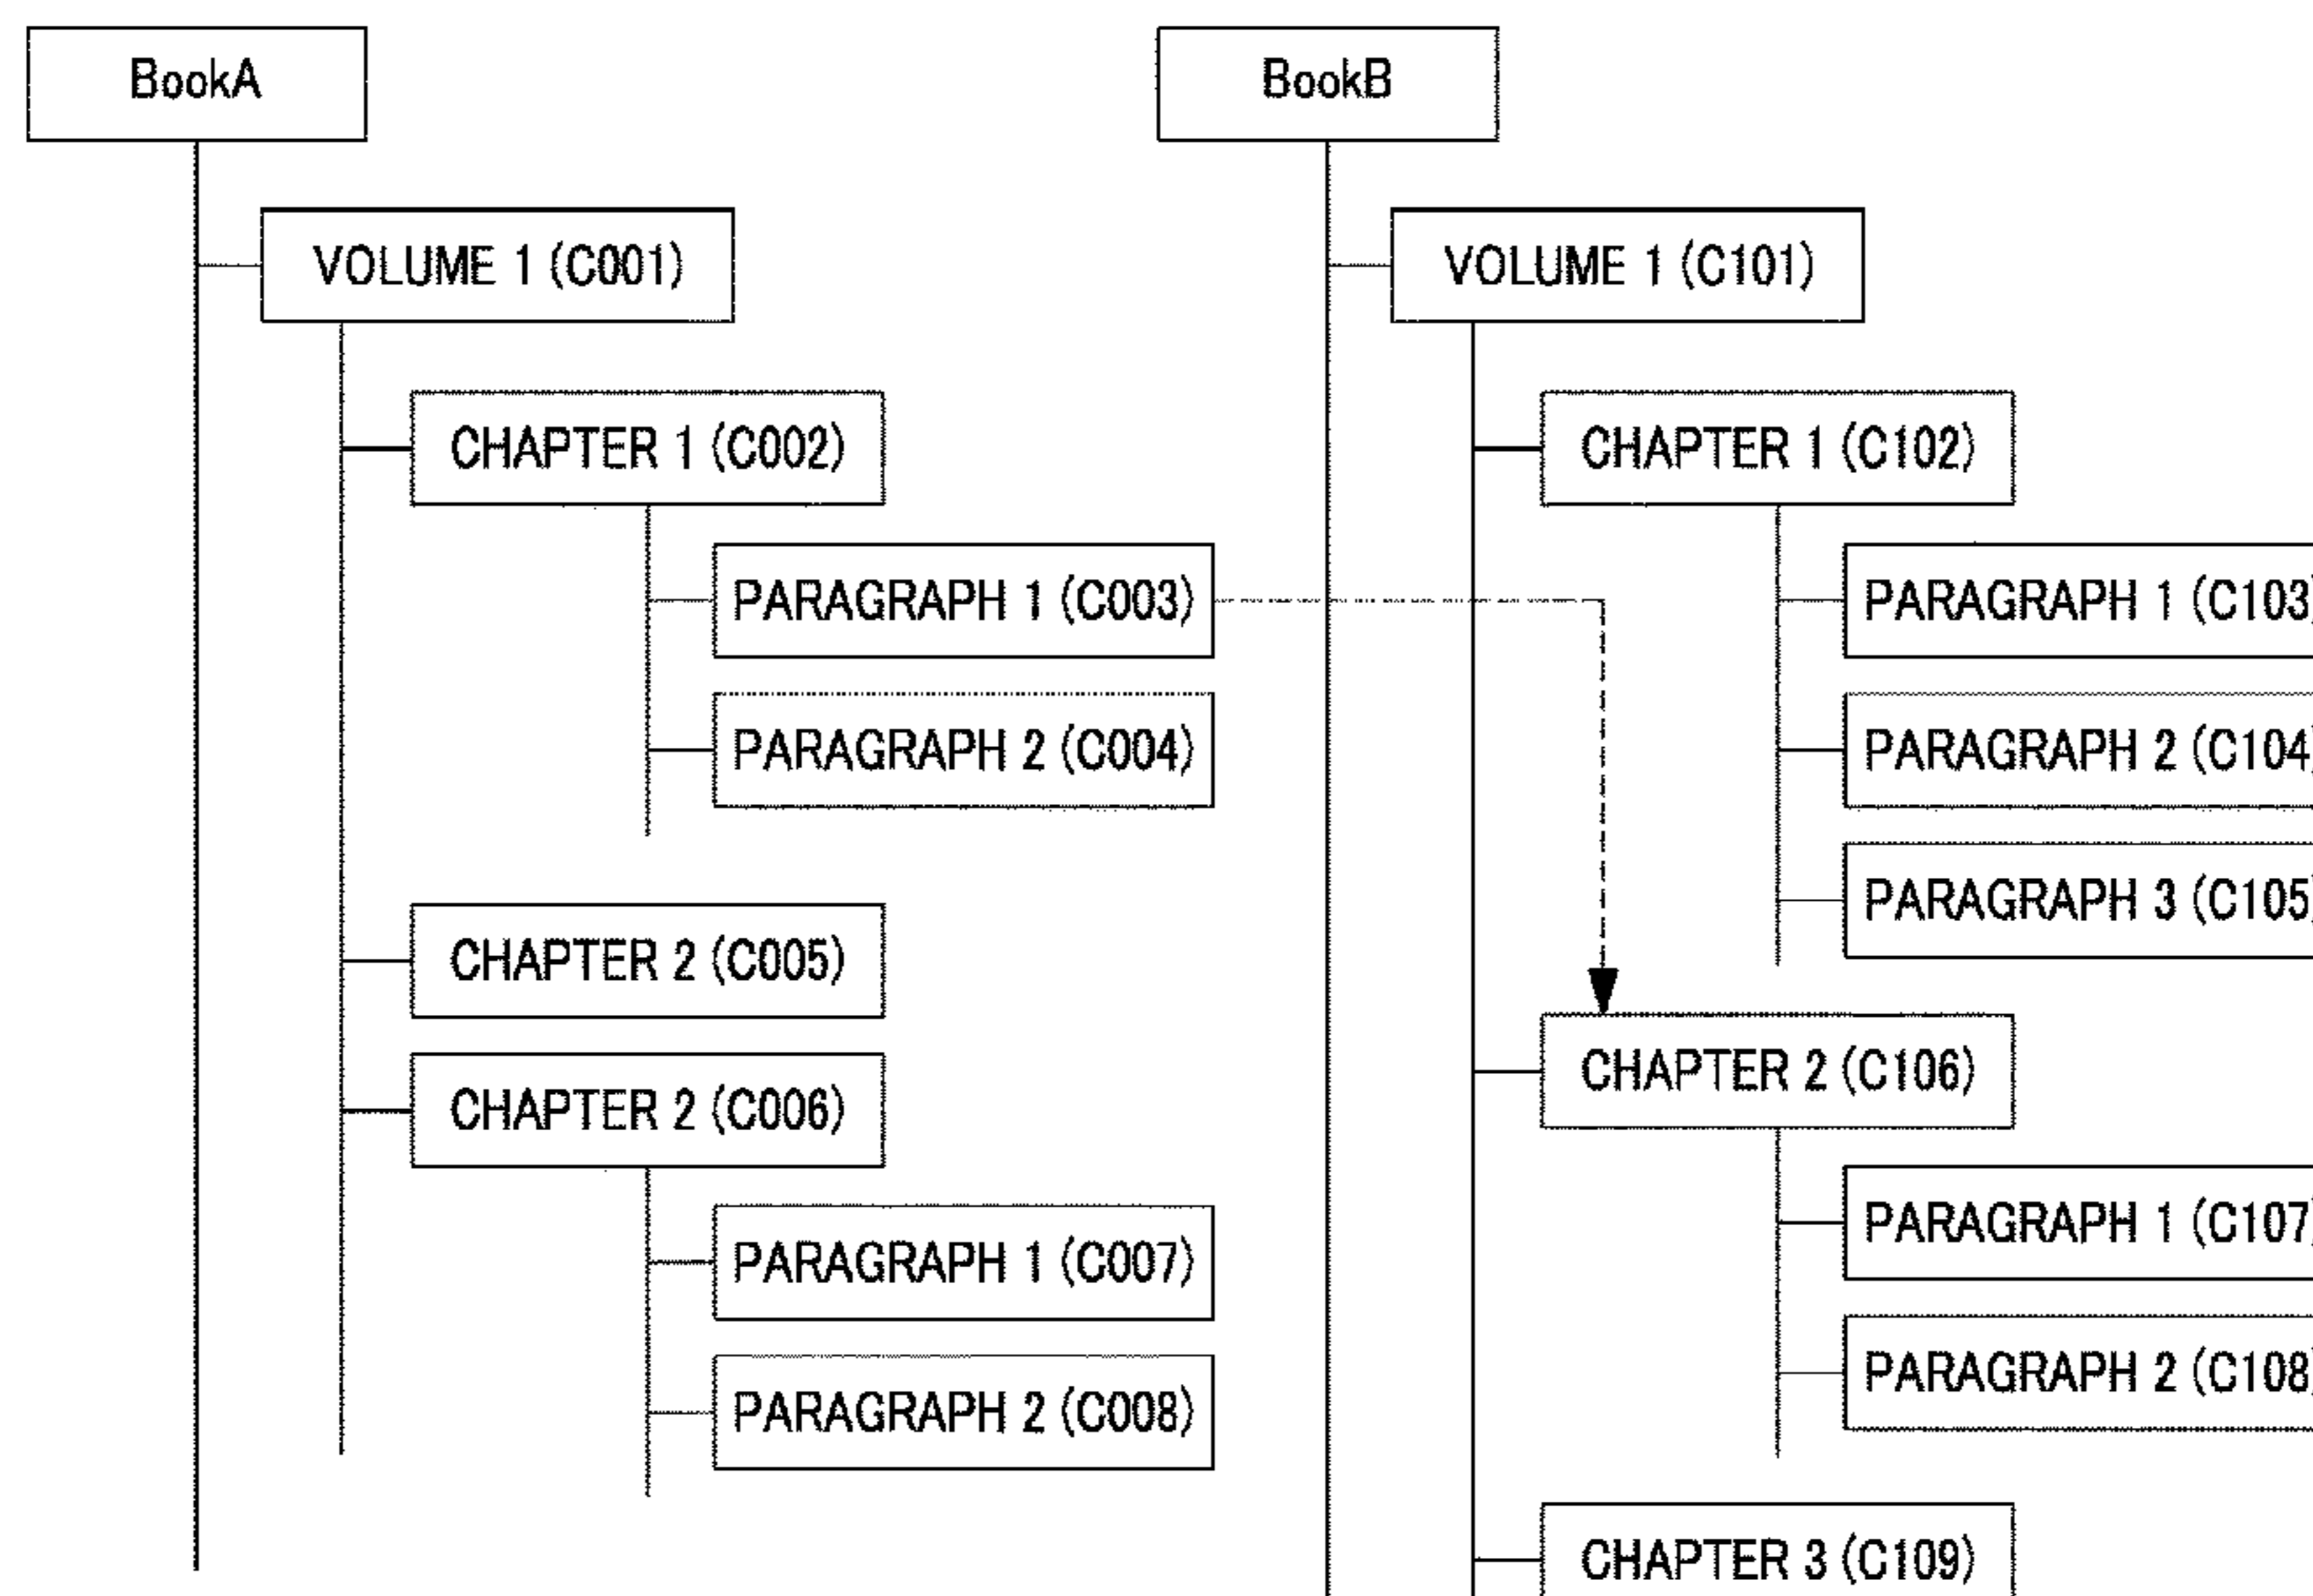 BookA
VOLUME 1 (C001)
CHAPTER 1 (C002)
PARAGRAPH 1 (C003)
PARAGRAPH 2 (C004)
CHAPTER 2 (C005)
CHAPTER 2 (C006)
PARAGRAPH 1 (C007)
PARAGRAPH 2 (C008)
BookB
VOLUME 1 (C101)
CHAPTER 1 (C102)
PARAGRAPH 1 (C103)
PARAGRAPH 2 (C104)
PARAGRAPH 3 (C105)
CHAPTER 2 (C106)
PARAGRAPH 1 (C107)
PARAGRAPH 2 (C108)
CHAPTER 3 (C109)